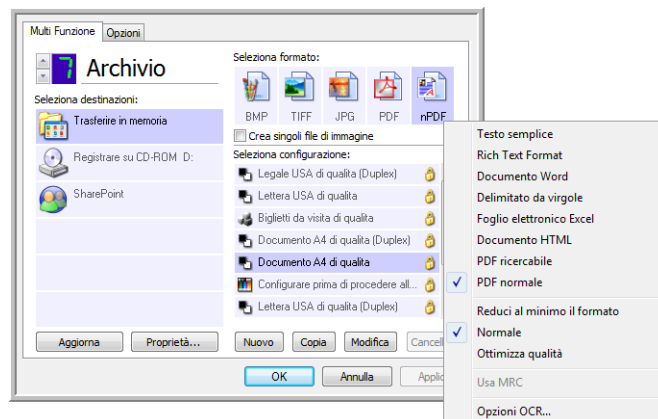 Multi Funzione Opzioni
7 Archivio
Seleziona destinazioni:
Trasferire in memoria
Registrare su CD-ROM D:
SharePoint
Aggiorna Proprietà...
Seleziona formato:
BMP TIFF JPG PDF nPDF
Crea singoli file di immagine
Seleziona configurazione:
Legale USA di qualita (Duplex)
Lettera USA di qualita
Biglietti da visita di qualita
Documento A4 di qualita (Duplex)
Documento A4 di qualita
Configurare prima di procedere all...
Lettera USA di qualita (Duplex)
Nuovo Copia Modifica Cancell
OK Annulla Applic
Testo semplice
Rich Text Format
Documento Word
Delimitato da virgole
Foglio elettronico Excel
Documento HTML
PDF ricercabile
PDF normale
Reduci al minimo il formato
Normale
Ottimizza qualità
Usa MRC
Opzioni OCR...